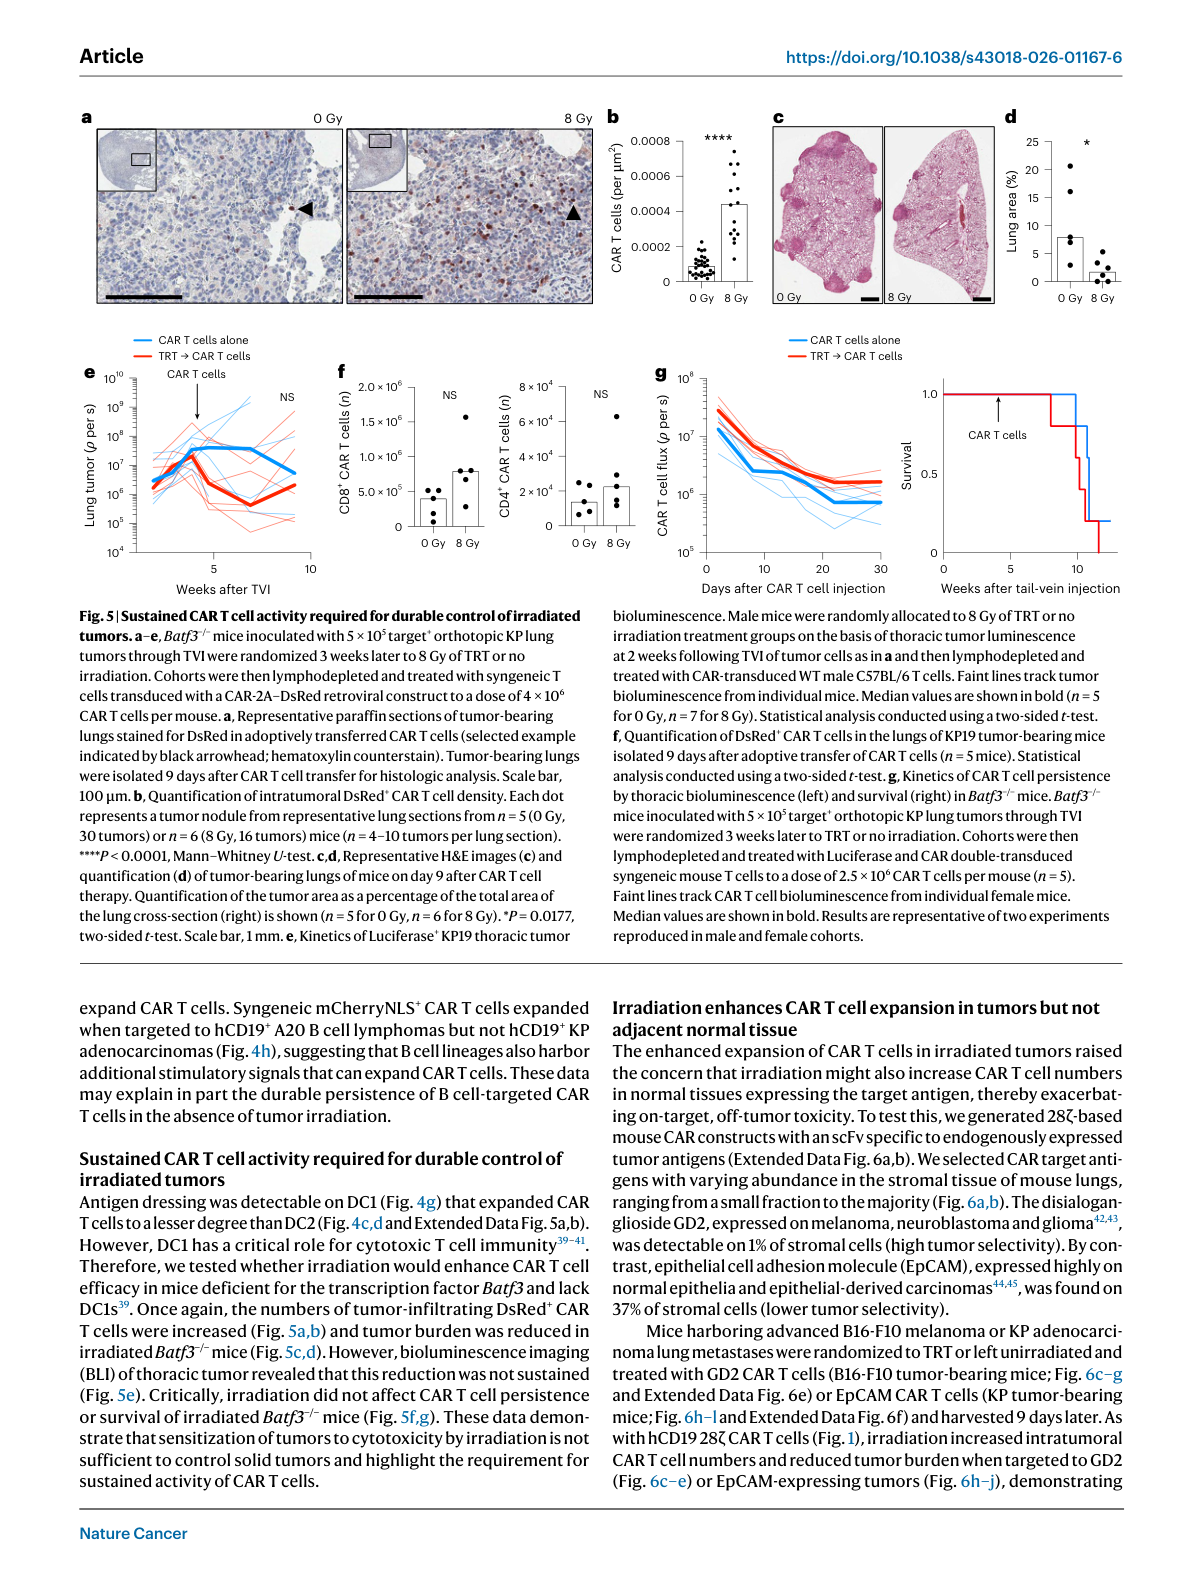 Article
https://doi.org/10.1038/s43018-026-01167-6
a
0 Gy
8 Gy
b
CAR T cells (per µm²)
0.0008
0.0006
0.0004
0.0002
0
****
0 Gy
8 Gy
c
0 Gy
8 Gy
d
Lung area (%)
25
20
15
10
5
0
*
0 Gy
8 Gy
CAR T cells alone
TRT → CAR T cells
e
CAR T cells
NS
Lung tumor (p per s)
10¹⁰
10⁹
10⁸
10⁷
10⁶
10⁵
10⁴
5
10
Weeks after TVI
f
CD8⁺ CAR T cells (n)
2.0 × 10⁶
1.5 × 10⁶
1.0 × 10⁶
5.0 × 10⁵
0
NS
0 Gy
8 Gy
CD4⁺ CAR T cells (n)
8 × 10⁴
6 × 10⁴
4 × 10⁴
2 × 10⁴
0
NS
0 Gy
8 Gy
CAR T cells alone
TRT → CAR T cells
g
CAR T cell flux (p per s)
10⁸
10⁷
10⁶
10⁵
0
10
20
30
Days after CAR T cell injection
Survival
1.0
0.5
0
CAR T cells
0
5
10
Weeks after tail-vein injection
Fig. 5 | Sustained CAR T cell activity required for durable control of irradiated
tumors. a–e, Batf3⁻/⁻ mice inoculated with 5 × 10⁵ target⁺ orthotopic KP lung
tumors through TVI were randomized 3 weeks later to 8 Gy of TRT or no
irradiation. Cohorts were then lymphodepleted and treated with syngeneic T
cells transduced with a CAR-2A–DsRed retroviral construct to a dose of 4 × 10⁶
CAR T cells per mouse. a, Representative paraffin sections of tumor-bearing
lungs stained for DsRed in adoptively transferred CAR T cells (selected example
indicated by black arrowhead; hematoxylin counterstain). Tumor-bearing lungs
were isolated 9 days after CAR T cell transfer for histologic analysis. Scale bar,
100 µm. b, Quantification of intratumoral DsRed⁺ CAR T cell density. Each dot
represents a tumor nodule from representative lung sections from n = 5 (0 Gy,
30 tumors) or n = 6 (8 Gy, 16 tumors) mice (n = 4–10 tumors per lung section).
****P < 0.0001, Mann–Whitney U-test. c,d, Representative H&E images (c) and
quantification (d) of tumor-bearing lungs of mice on day 9 after CAR T cell
therapy. Quantification of the tumor area as a percentage of the total area of
the lung cross-section (right) is shown (n = 5 for 0 Gy, n = 6 for 8 Gy). *P = 0.0177,
two-sided t-test. Scale bar, 1 mm. e, Kinetics of Luciferase⁺ KP19 thoracic tumor
bioluminescence. Male mice were randomly allocated to 8 Gy of TRT or no
irradiation treatment groups on the basis of thoracic tumor luminescence
at 2 weeks following TVI of tumor cells as in a and then lymphodepleted and
treated with CAR-transduced WT male C57BL/6 T cells. Faint lines track tumor
bioluminescence from individual mice. Median values are shown in bold (n = 5
for 0 Gy, n = 7 for 8 Gy). Statistical analysis conducted using a two-sided t-test.
f, Quantification of DsRed⁺ CAR T cells in the lungs of KP19 tumor-bearing mice
isolated 9 days after adoptive transfer of CAR T cells (n = 5 mice). Statistical
analysis conducted using a two-sided t-test. g, Kinetics of CAR T cell persistence
by thoracic bioluminescence (left) and survival (right) in Batf3⁻/⁻ mice. Batf3⁻/⁻
mice inoculated with 5 × 10⁵ target⁺ orthotopic KP lung tumors through TVI
were randomized 3 weeks later to TRT or no irradiation. Cohorts were then
lymphodepleted and treated with Luciferase and CAR double-transduced
syngeneic mouse T cells to a dose of 2.5 × 10⁶ CAR T cells per mouse (n = 5).
Faint lines track CAR T cell bioluminescence from individual female mice.
Median values are shown in bold. Results are representative of two experiments
reproduced in male and female cohorts.
expand CAR T cells. Syngeneic mCherryNLS⁺ CAR T cells expanded
when targeted to hCD19⁺ A20 B cell lymphomas but not hCD19⁺ KP
adenocarcinomas (Fig. 4h), suggesting that B cell lineages also harbor
additional stimulatory signals that can expand CAR T cells. These data
may explain in part the durable persistence of B cell-targeted CAR
T cells in the absence of tumor irradiation.
Sustained CAR T cell activity required for durable control of
irradiated tumors
Antigen dressing was detectable on DC1 (Fig. 4g) that expanded CAR
T cells to a lesser degree than DC2 (Fig. 4c,d and Extended Data Fig. 5a,b).
However, DC1 has a critical role for cytotoxic T cell immunity³⁹⁻⁴¹.
Therefore, we tested whether irradiation would enhance CAR T cell
efficacy in mice deficient for the transcription factor Batf3 and lack
DC1s³⁹. Once again, the numbers of tumor-infiltrating DsRed⁺ CAR
T cells were increased (Fig. 5a,b) and tumor burden was reduced in
irradiated Batf3⁻/⁻ mice (Fig. 5c,d). However, bioluminescence imaging
(BLI) of thoracic tumor revealed that this reduction was not sustained
(Fig. 5e). Critically, irradiation did not affect CAR T cell persistence
or survival of irradiated Batf3⁻/⁻ mice (Fig. 5f,g). These data demon-
strate that sensitization of tumors to cytotoxicity by irradiation is not
sufficient to control solid tumors and highlight the requirement for
sustained activity of CAR T cells.
Irradiation enhances CAR T cell expansion in tumors but not
adjacent normal tissue
The enhanced expansion of CAR T cells in irradiated tumors raised
the concern that irradiation might also increase CAR T cell numbers
in normal tissues expressing the target antigen, thereby exacerbat-
ing on-target, off-tumor toxicity. To test this, we generated 28ζ-based
mouse CAR constructs with an scFv specific to endogenously expressed
tumor antigens (Extended Data Fig. 6a,b). We selected CAR target anti-
gens with varying abundance in the stromal tissue of mouse lungs,
ranging from a small fraction to the majority (Fig. 6a,b). The disialogan-
glioside GD2, expressed on melanoma, neuroblastoma and glioma⁴²,⁴³,
was detectable on 1% of stromal cells (high tumor selectivity). By con-
trast, epithelial cell adhesion molecule (EpCAM), expressed highly on
normal epithelia and epithelial-derived carcinomas⁴⁴,⁴⁵, was found on
37% of stromal cells (lower tumor selectivity).
Mice harboring advanced B16-F10 melanoma or KP adenocarci-
noma lung metastases were randomized to TRT or left unirradiated and
treated with GD2 CAR T cells (B16-F10 tumor-bearing mice; Fig. 6c–g
and Extended Data Fig. 6e) or EpCAM CAR T cells (KP tumor-bearing
mice; Fig. 6h–l and Extended Data Fig. 6f) and harvested 9 days later. As
with hCD19 28ζ CAR T cells (Fig. 1), irradiation increased intratumoral
CAR T cell numbers and reduced tumor burden when targeted to GD2
(Fig. 6c–e) or EpCAM-expressing tumors (Fig. 6h–j), demonstrating
Nature Cancer